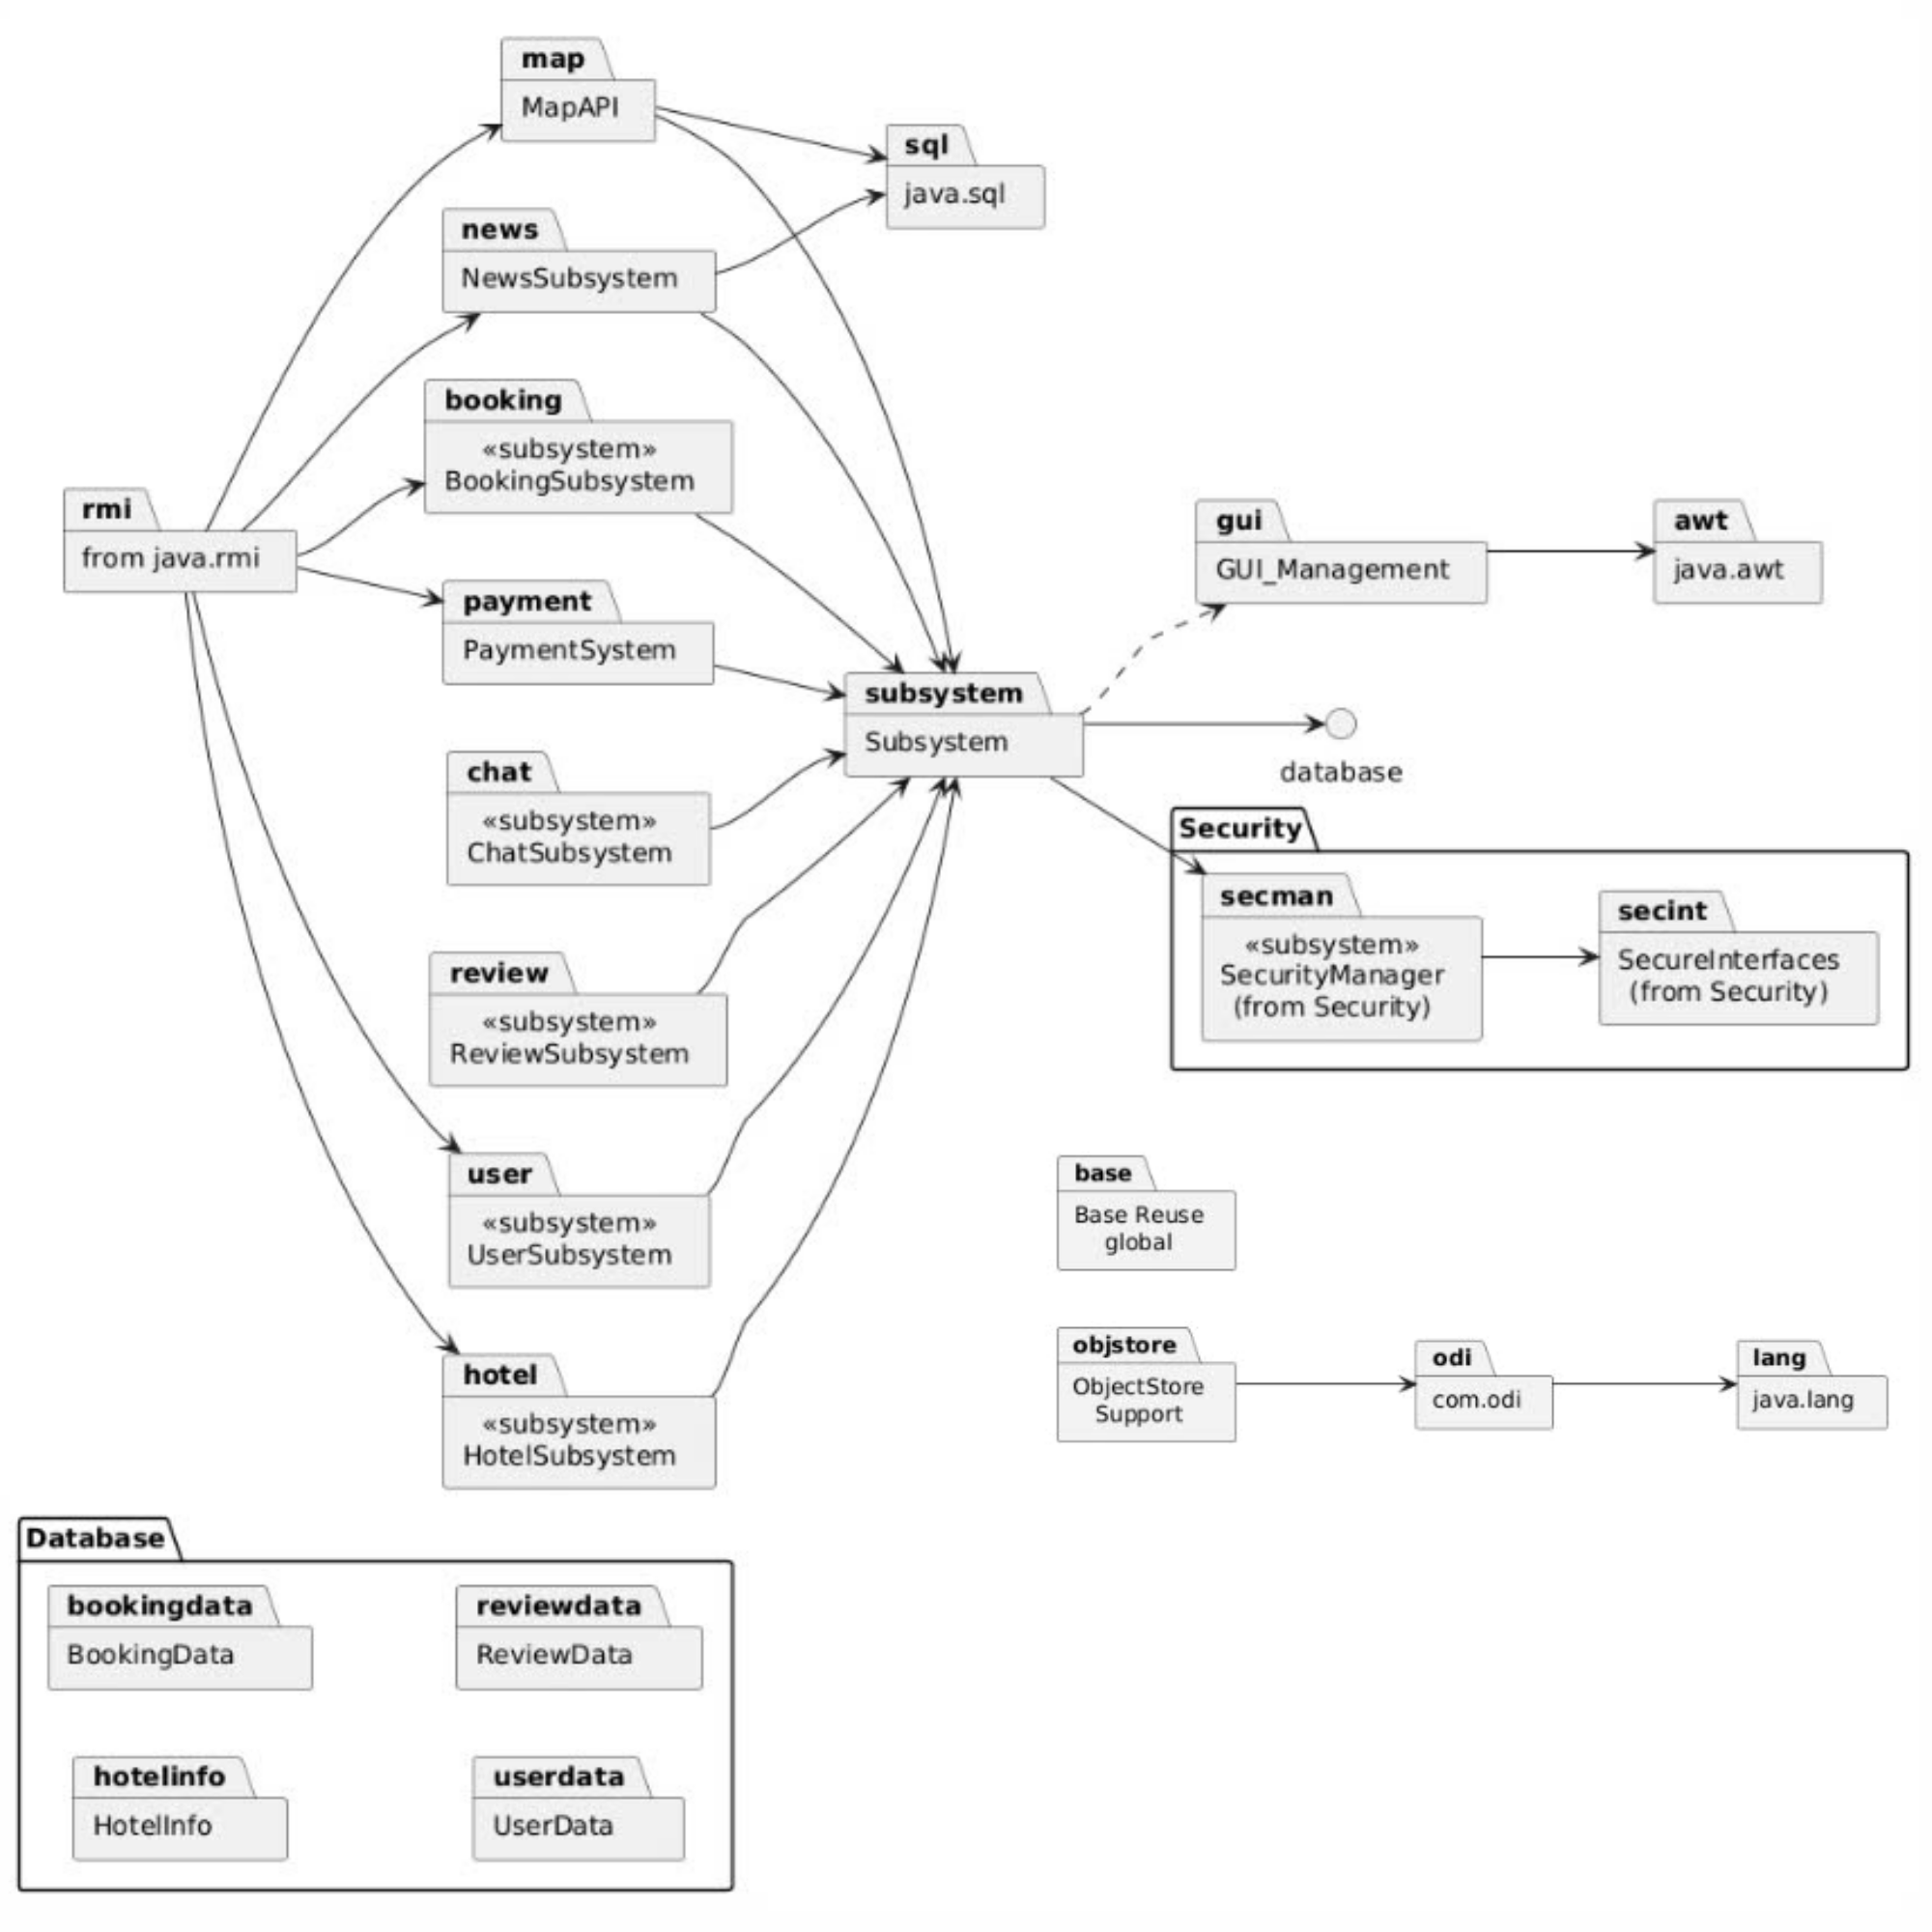 map
MapAPI
sql
java.sql
news
NewsSubsystem
booking
«subsystem»
BookingSubsystem
rmi
from java.rmi
gui
GUI_Management
awt
java.awt
payment
PaymentSystem
subsystem
Subsystem
database
chat
«subsystem»
ChatSubsystem
Security
secman
«subsystem»
SecurityManager
(from Security)
secint
SecureInterfaces
(from Security)
review
«subsystem»
ReviewSubsystem
user
«subsystem»
UserSubsystem
base
Base Reuse
global
objstore
ObjectStore
Support
odi
com.odi
lang
java.lang
hotel
«subsystem»
HotelSubsystem
Database
bookingdata
BookingData
reviewdata
ReviewData
hotelinfo
HotelInfo
userdata
UserData